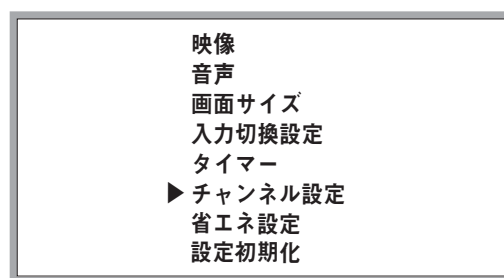 映像
音声
画面サイズ
入力切換設定
タイマー
▶チャンネル設定
省エネ設定
設定初期化